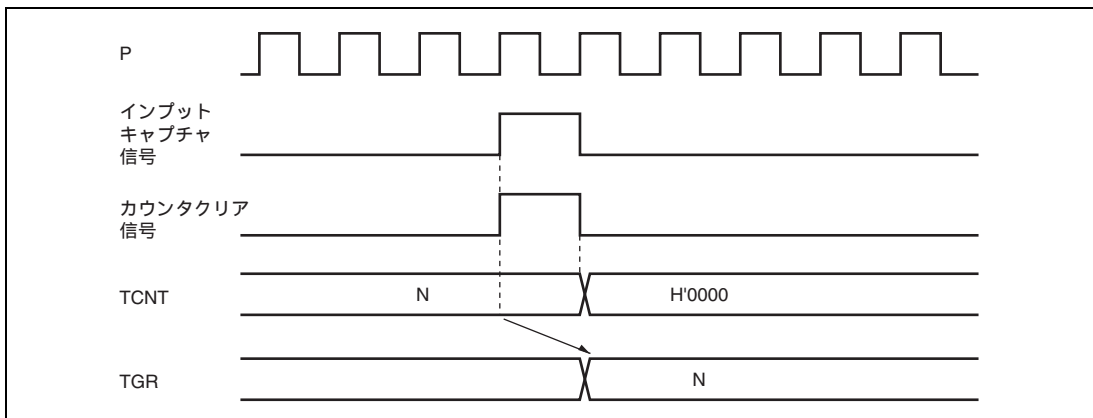 P
インプット
キャプチャ
信号
カウンタクリア
信号
TCNT
N
H'0000
TGR
N